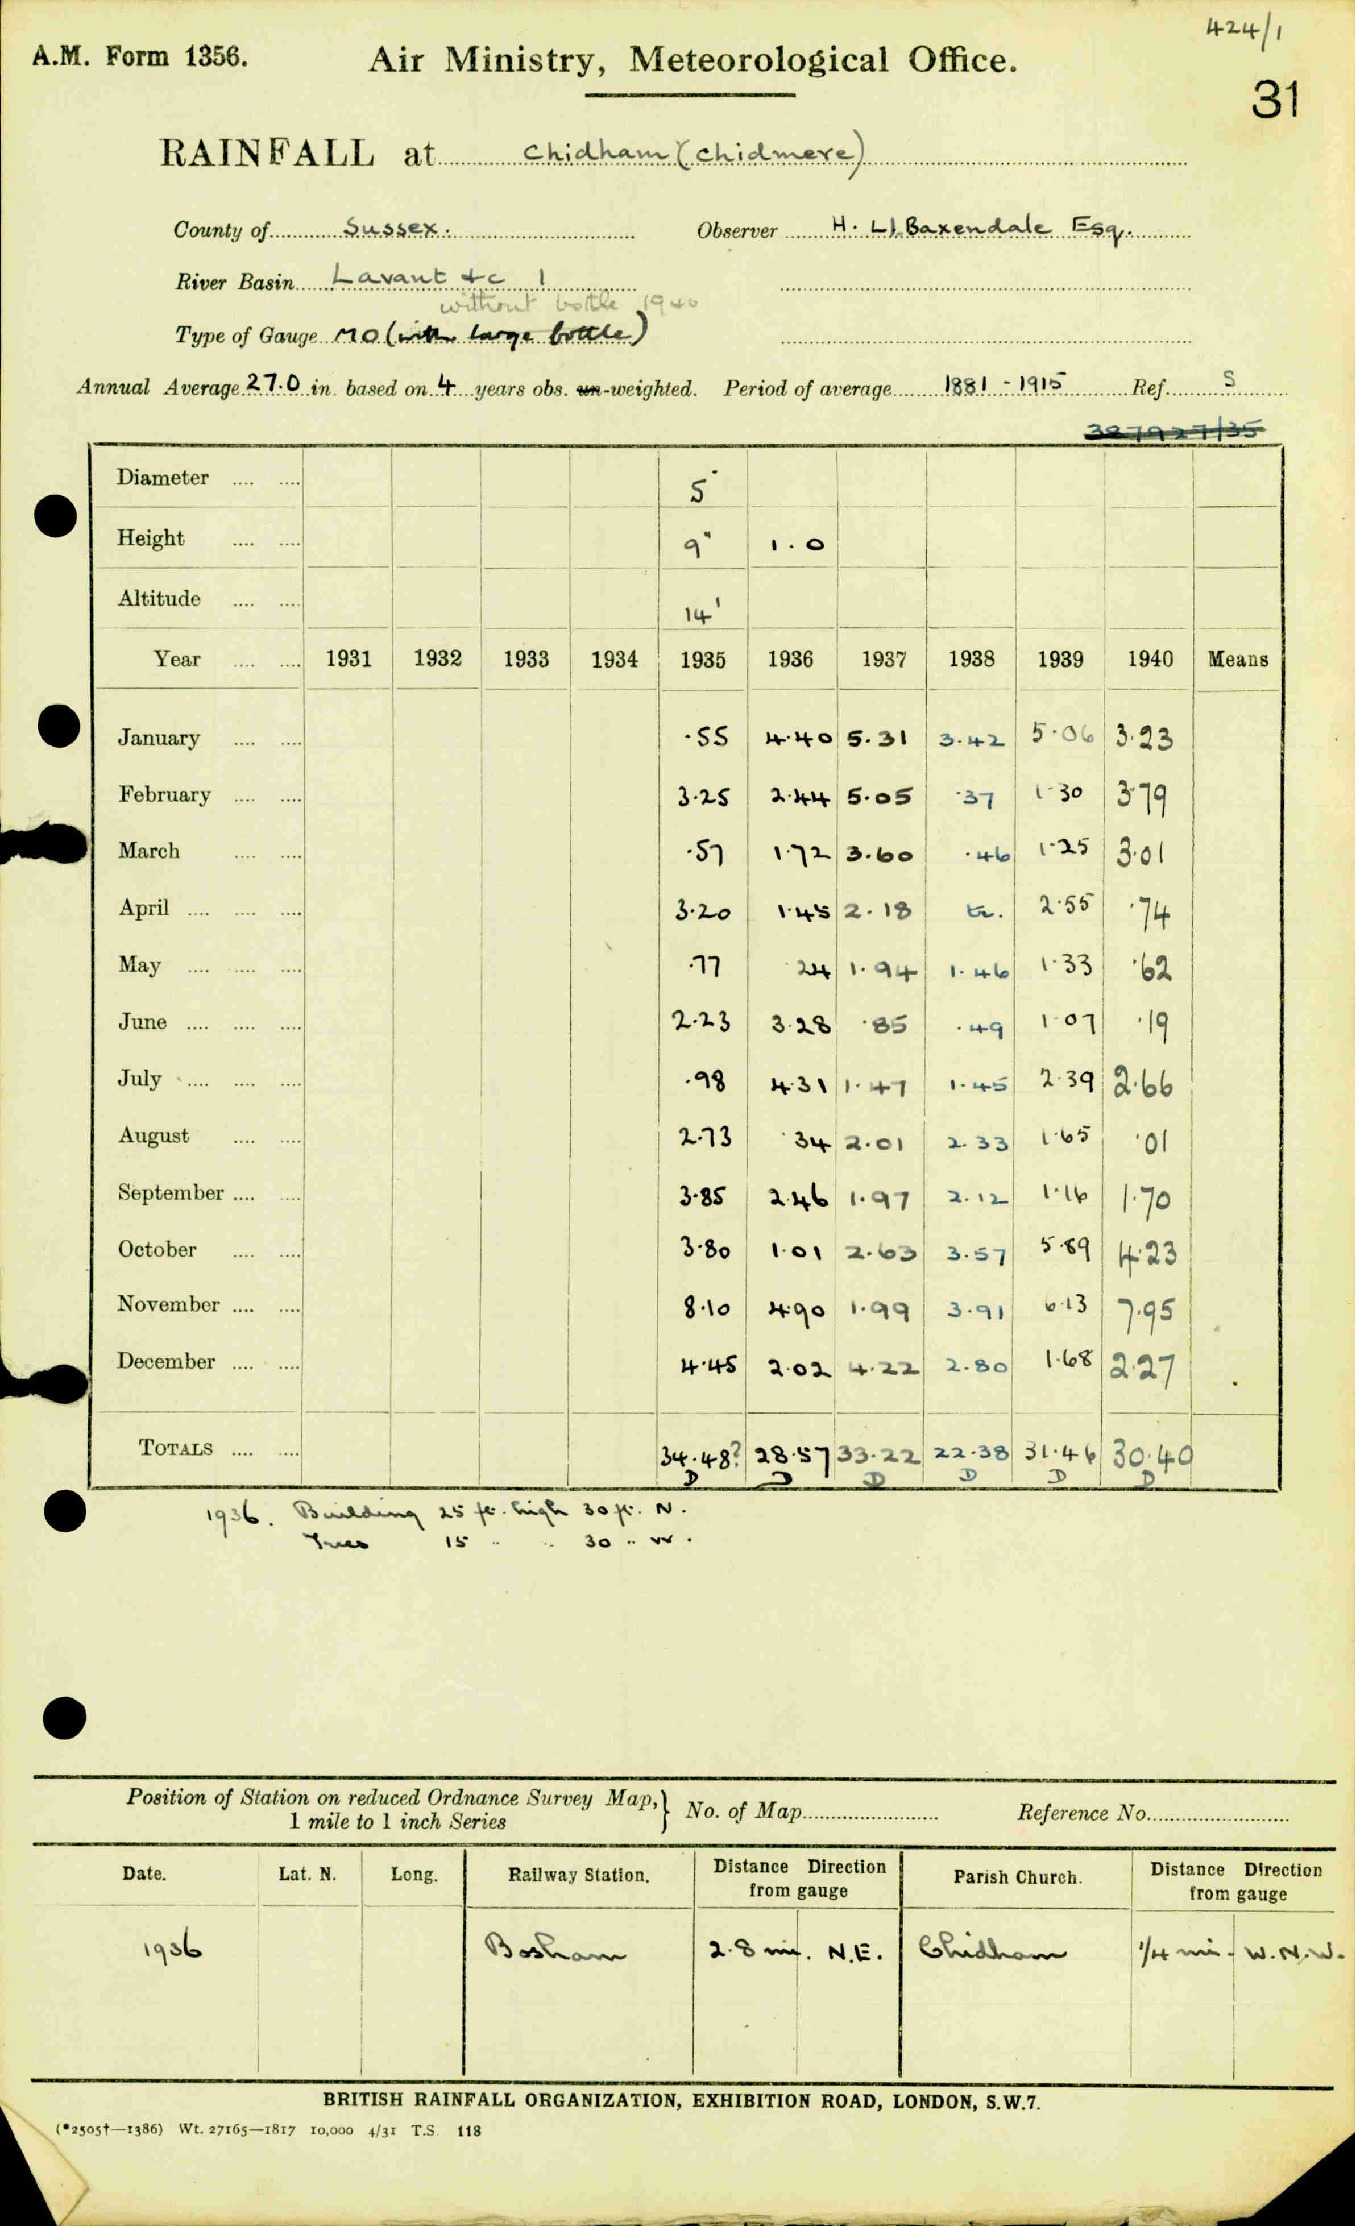 424/1
A.M. Form 1356.
Air Ministry, Meteorological Office.
31
RAINFALL at Chidham (Chidmere)
County of Sussex. Observer H. Ll. Baxendale Esq.
River Basin Lavant &c 1
without bottle 1940
Type of Gauge MO (with large bottle)
Annual Average 27.0 in. based on 4 years obs. un-weighted. Period of average 1881 - 1915 Ref. S
387927/35
Diameter .... .... 5"
Height .... .... 9" 1.0
Altitude .... .... 14'
Year .... .... 1931 1932 1933 1934 1935 1936 1937 1938 1939 1940 Means
January .... .... .55 4.40 5.31 3.42 5.06 3.23
February .... .... 3.25 2.44 5.05 .37 1.30 3.79
March .... .... .57 1.72 3.60 .46 1.25 3.01
April .... .... .... 3.20 1.45 2.18 tr. 2.55 .74
May .... .... .... .77 .24 1.94 1.46 1.33 .62
June .... .... .... 2.23 3.28 .85 .49 1.07 .19
July .... .... .... .98 4.31 1.47 1.45 2.39 2.66
August .... .... 2.73 .34 2.01 2.33 1.65 .01
September .... .... 3.85 2.46 1.97 2.12 1.16 1.70
October .... .... 3.80 1.01 2.63 3.57 5.89 4.23
November .... .... 8.10 4.90 1.99 3.91 6.13 7.95
December .... .... 4.45 2.02 4.22 2.80 1.68 2.27
TOTALS .... .... 34.48? 28.57 33.22 22.38 31.46 30.40
D D D D D D
1936. Building 25 ft. high 30 ft. N.
Trees 15 " " 30 " W.
Position of Station on reduced Ordnance Survey Map,} No. of Map Reference No.
1 mile to 1 inch Series
Date. Lat. N. Long. Railway Station. Distance Direction Parish Church. Distance Direction
from gauge from gauge
1936 Bosham 2.8 mi. N.E. Chidham 1/4 mi. W.N.W.
BRITISH RAINFALL ORGANIZATION, EXHIBITION ROAD, LONDON, S.W.7.
(*2505†—1386) Wt. 27165—1817 10,000 4/31 T.S. 118